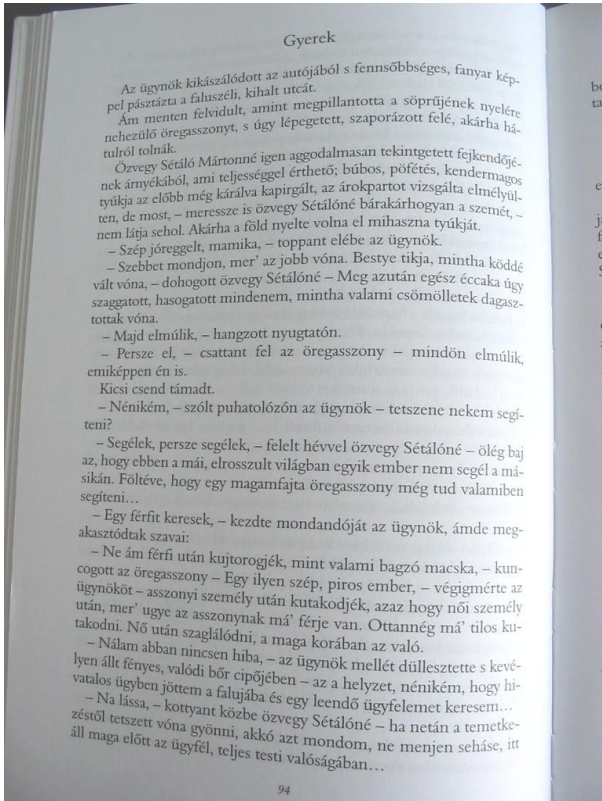 Gyerek
Az ügynök kikászálódott az autójából s fennsőbbséges, fanyar kép-
pel pásztázta a faluszéli, kihalt utcát.
Ám menten felvidult, amint megpillantotta a söprűjének nyelére
nehezülő öregasszonyt, s úgy lépegetett, szaporázott felé, akárha há-
tulról tolnák.
Özvegy Sétáló Mártonné igen aggodalmasan tekintgetett fejkendőjé-
nek árnyékából, ami teljességgel érthető; búbos, pöfétés, kendermagos
tyúkja az előbb még kárálva kapirgált, az árokpartot vizsgálta elmélyül-
ten, de most, – meressze is özvegy Sétálóné bárakárhogyan a szemét, –
nem látja sehol. Akárha a föld nyelte volna el mihaszna tyúkját.
– Szép jóreggelt, mamika, – toppant elébe az ügynök.
– Szebbet mondjon, mer’ az jobb vóna. Bestye tikja, mintha köddé
vált vóna, – dohogott özvegy Sétálóné – Meg azután egész éccaka úgy
szaggatott, hasogatott mindenem, mintha valami csömölletek dagasz-
tottak vóna.
– Majd elmúlik, – hangzott nyugtatón.
– Persze el, – csattant fel az öregasszony – mindön elmúlik,
emiképpen én is.
Kicsi csend támadt.
– Nénikém, – szólt puhatolózón az ügynök – tetszene nekem segí-
teni?
– Segélek, persze segélek, – felelt hévvel özvegy Sétálóné – ölég baj
az, hogy ebben a mái, elrosszult világban egyik ember nem segél a má-
sikán. Föltéve, hogy egy magamfajta öregasszony még tud valamiben
segíteni…
– Egy férfit keresek, – kezdte mondandóját az ügynök, ámde meg-
akasztódtak szavai:
– Ne ám férfi után kujtorogjék, mint valami bagzó macska, – kun-
cogott az öregasszony – Egy ilyen szép, piros ember, – végigmérte az
ügynököt – asszonyi személy után kutakodjék, azaz hogy női személy
után, mer’ ugye az asszonynak má’ férje van. Ottannég má’ tilos ku-
takodni. Nő után szaglálódni, a maga korában az való.
– Nálam abban nincsen hiba, – az ügynök mellét düllesztette s kevé-
lyen állt fényes, valódi bőr cipőjében – az a helyzet, nénikém, hogy hi-
vatalos ügyben jöttem a falujába és egy leendő ügyfelemet keresem…
– Na lássa, – kottyant közbe özvegy Sétálóné – ha netán a temetke-
zéstől tetszett vóna gyönni, akkó azt mondom, ne menjen seháse, itt
áll maga előtt az ügyfél, teljes testi valóságában…
94